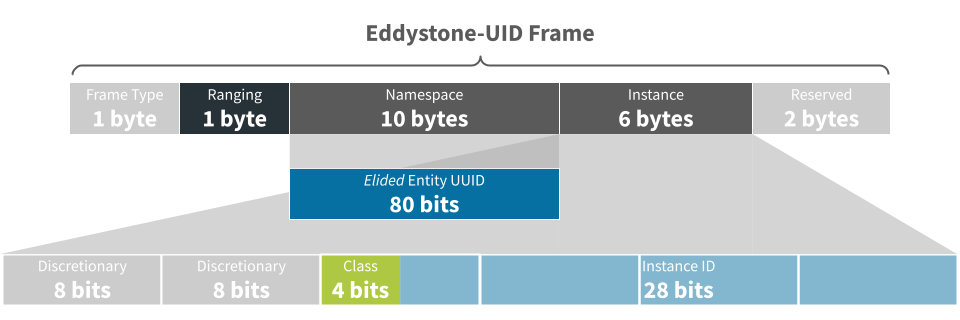 Eddystone-UID Frame
Frame Type
1 byte
Ranging
1 byte
Namespace
10 bytes
Instance
6 bytes
Reserved
2 bytes
Elided Entity UUID
80 bits
Discretionary
8 bits
Discretionary
8 bits
Class
4 bits
Instance ID
28 bits